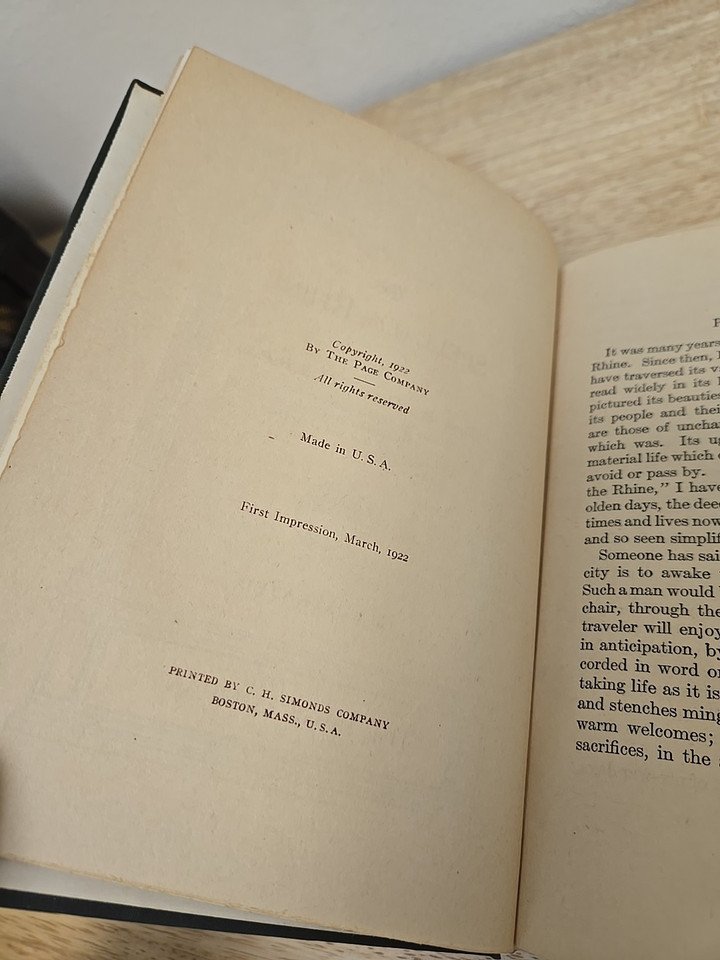 Copyright, 1922
By The Page Company
All rights reserved
Made in U. S. A.
First Impression, March, 1922
PRINTED BY C. H. SIMONDS COMPANY
BOSTON, MASS., U. S. A.
It was many years
Rhine. Since then, I
have traversed its
read widely in its
pictured its beauties
its people and their
are those of
which was. Its
material life which
avoid or pass by.
the Rhine,” I have
olden days, the
times and lives now
and so seen
Someone has said
city is to awake
Such a man would
chair, through the
traveler will enjoy
in anticipation, by
corded in word or
taking life as it is
and stenches
warm welcomes;
sacrifices, in the